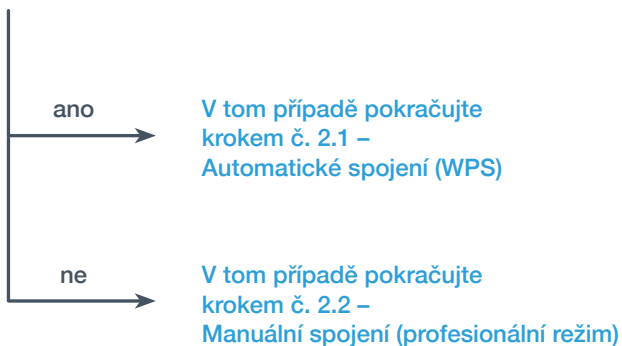 ano
V tom případě pokračujte
krokem č. 2.1 –
Automatické spojení (WPS)
ne
V tom případě pokračujte
krokem č. 2.2 –
Manuální spojení (profesionální režim)